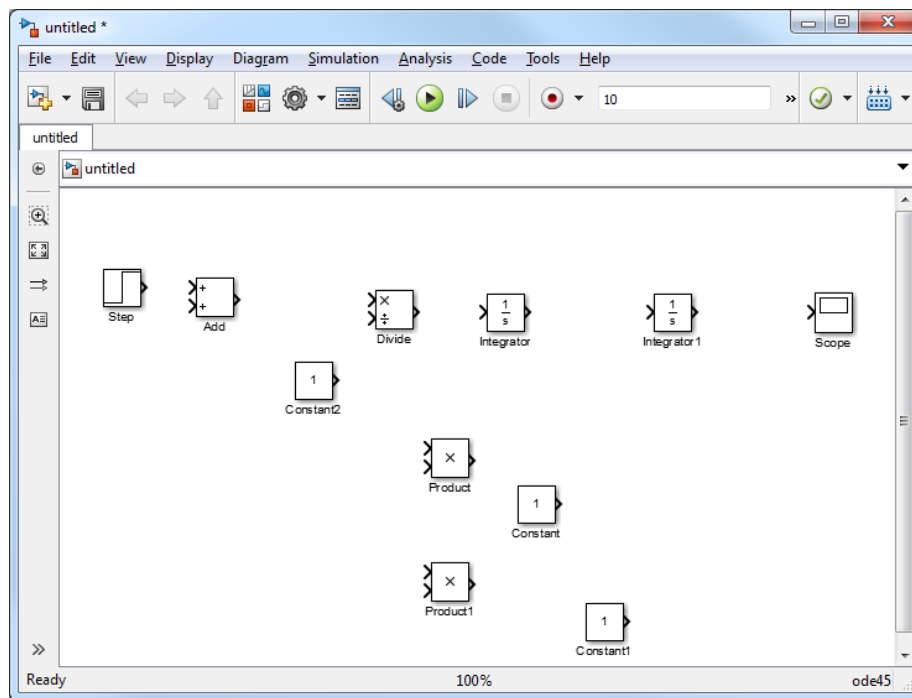 untitled *
File Edit View Display Diagram Simulation Analysis Code Tools Help
10 »
untitled
untitled
Step
+
+
Add
×
÷
Divide
1
s
Integrator
1
s
Integrator1
Scope
1
Constant2
×
Product
1
Constant
×
Product1
1
Constant1
»
Ready 100% ode45